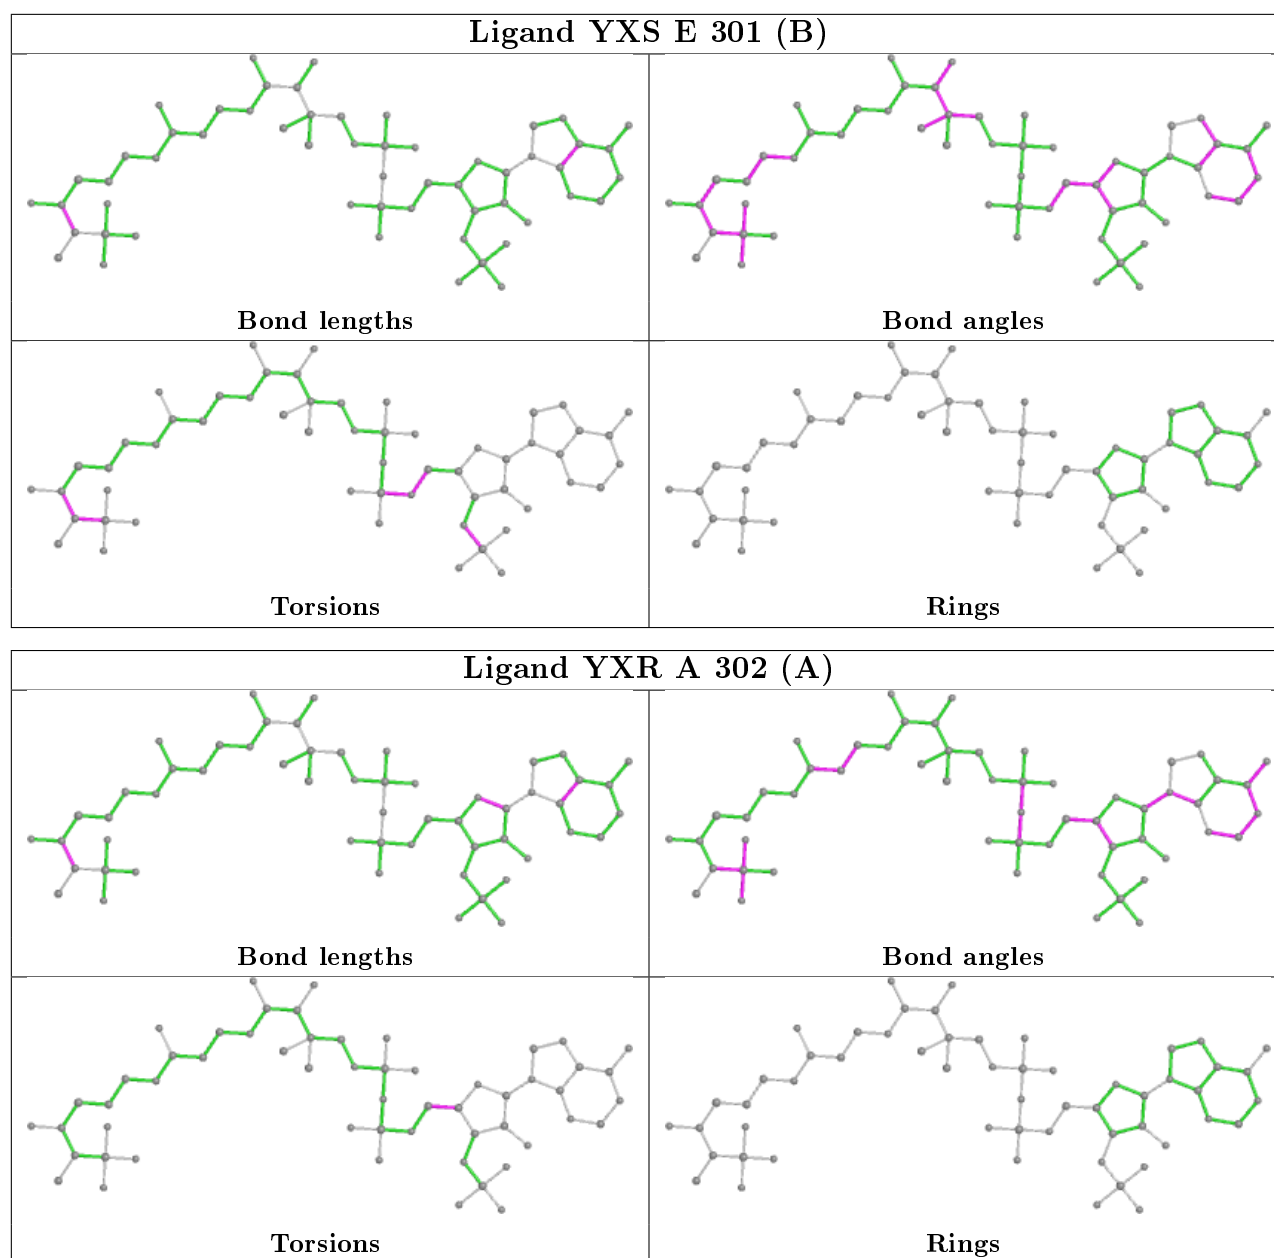 Ligand YXS E 301 (B)
Bond lengths
Bond angles
Torsions
Rings
Ligand YXR A 302 (A)
Bond lengths
Bond angles
Torsions
Rings